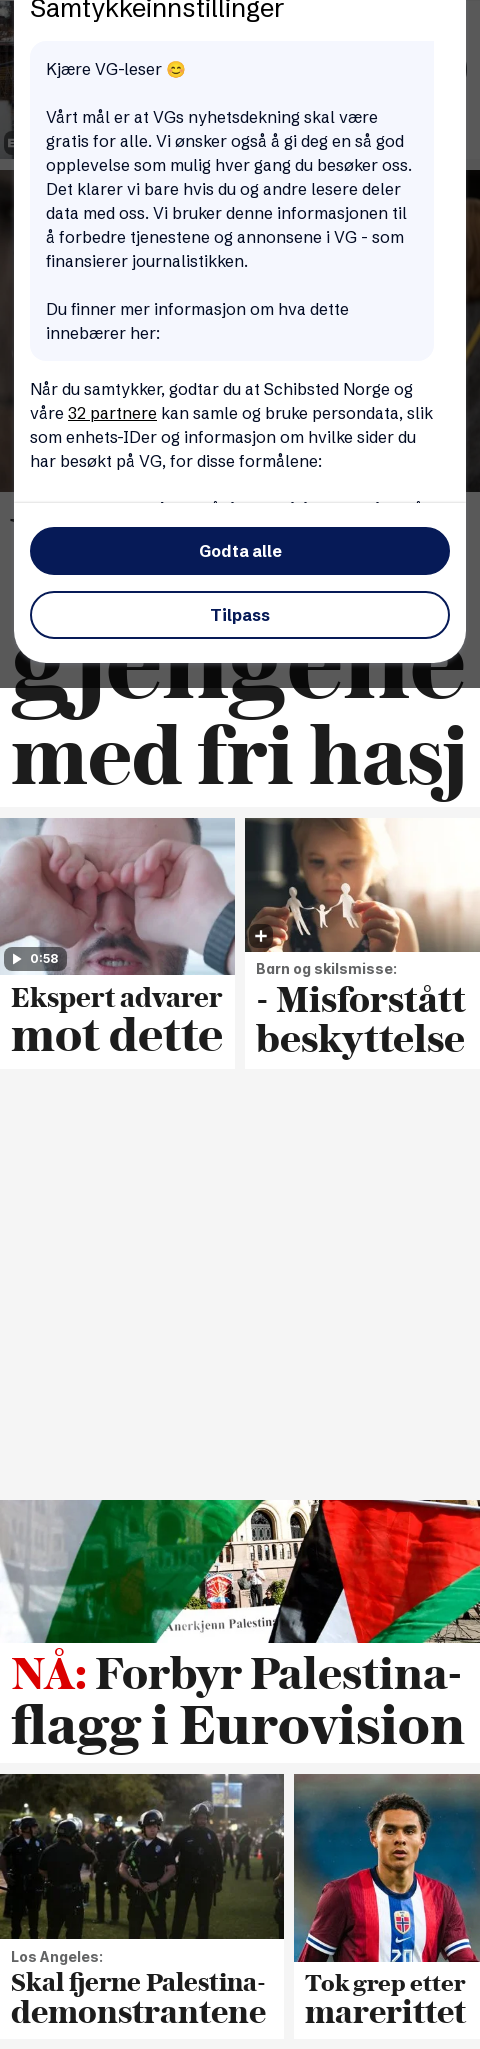 Samtykkeinnstillinger
Kjære VG-leser 😊
Vårt mål er at VGs nyhetsdekning skal være
gratis for alle. Vi ønsker også å gi deg en så god
opplevelse som mulig hver gang du besøker oss.
Det klarer vi bare hvis du og andre lesere deler
data med oss. Vi bruker denne informasjonen til
å forbedre tjenestene og annonsene i VG - som
finansierer journalistikken.
Du finner mer informasjon om hva dette
innebærer her:
Når du samtykker, godtar du at Schibsted Norge og
våre 32 partnere kan samle og bruke persondata, slik
som enhets-IDer og informasjon om hvilke sider du
har besøkt på VG, for disse formålene:
Godta alle
Tilpass
gjengene
med fri hasj
0:58
Ekspert advarer
mot dette
+
Barn og skilsmisse:
- Misforstått
beskyttelse
Anerkjenn Palestina
NÅ: Forbyr Palestina-
flagg i Eurovision
Los Angeles:
Skal fjerne Palestina-
demonstrantene
20
Tok grep etter
marerittet